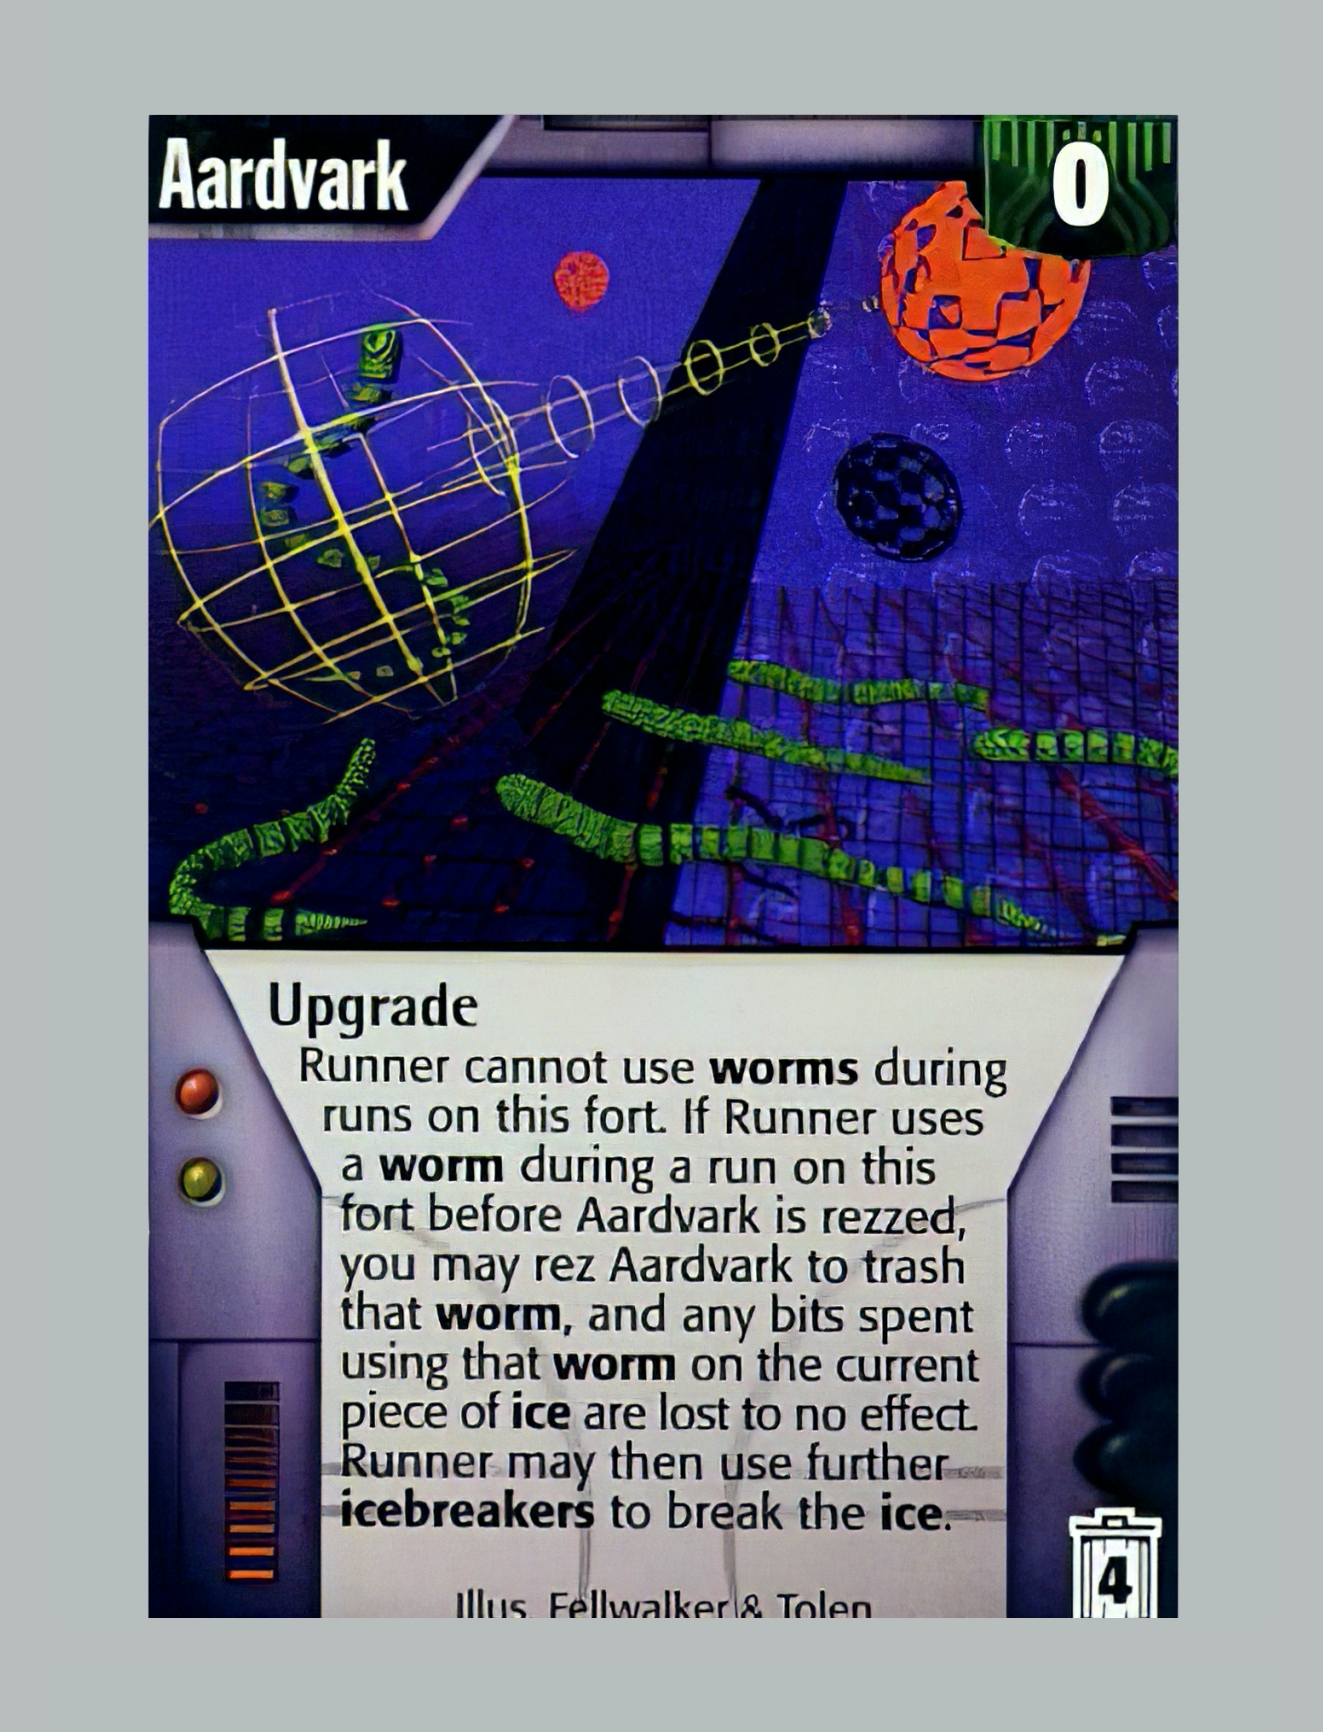 Aardvark
0
Upgrade
Runner cannot use worms during
runs on this fort. If Runner uses
a worm during a run on this
fort before Aardvark is rezzed,
you may rez Aardvark to trash
that worm, and any bits spent
using that worm on the current
piece of ice are lost to no effect.
Runner may then use further
icebreakers to break the ice.
4
Illus. Fellwalker & Tolen